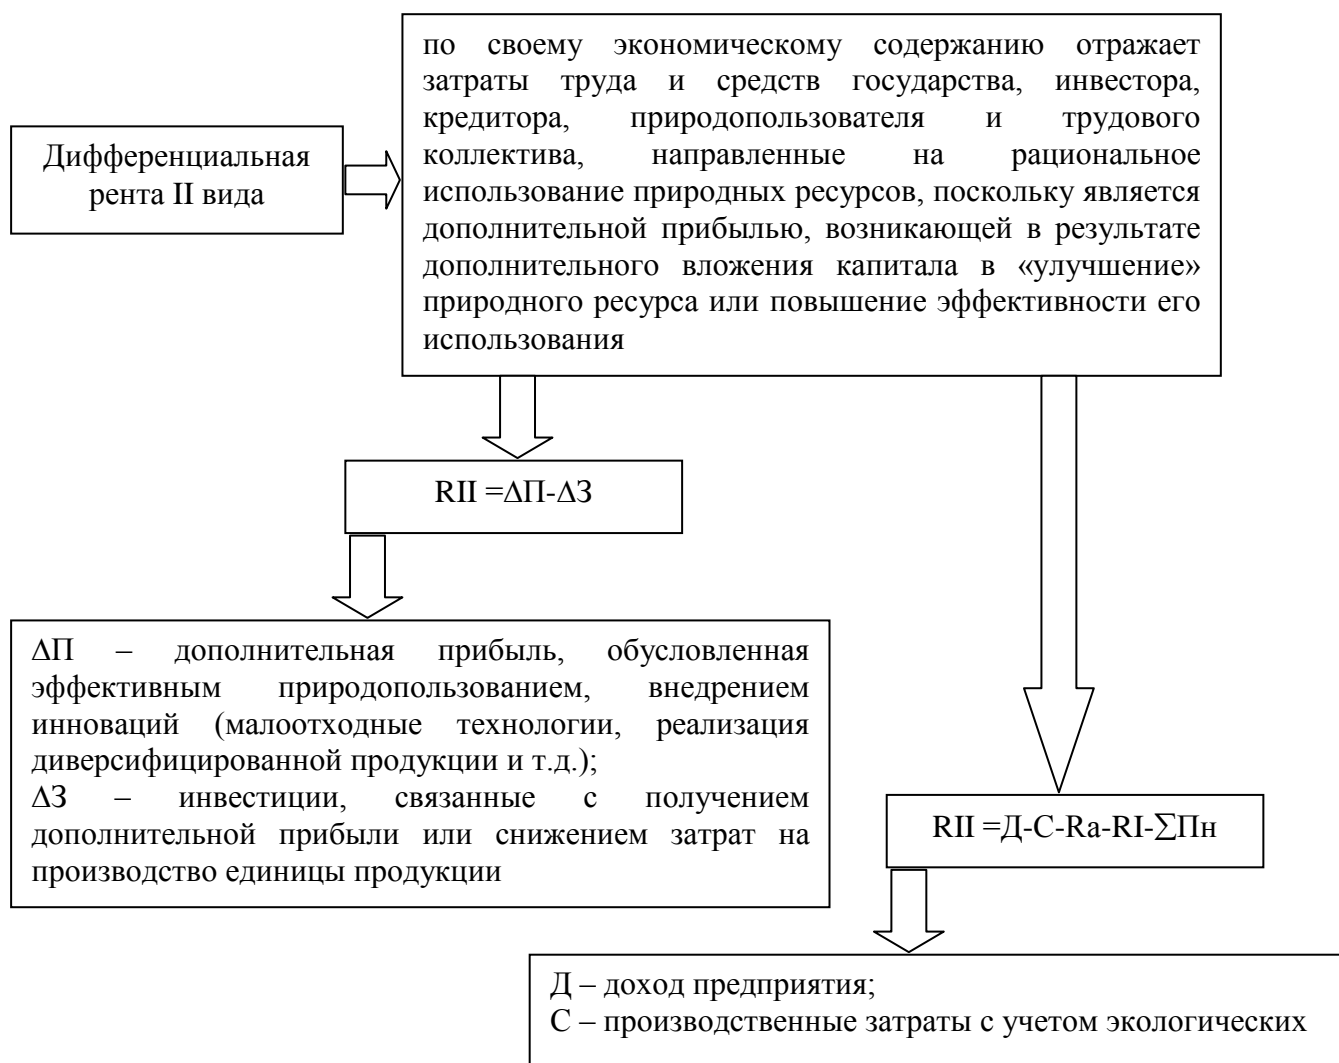 по своему экономическому содержанию отражает
затраты труда и средств государства, инвестора,
кредитора, природопользователя и трудового
коллектива, направленные на рациональное
использование природных ресурсов, поскольку является
дополнительной прибылью, возникающей в результате
дополнительного вложения капитала в «улучшение»
природного ресурса или повышение эффективности его
использования
Дифференциальная
рента II вида
RII =∆П-∆З
∆П – дополнительная прибыль, обусловленная
эффективным природопользованием, внедрением
инноваций (малоотходные технологии, реализация
диверсифицированной продукции и т.д.);
∆З – инвестиции, связанные с получением
дополнительной прибыли или снижением затрат на
производство единицы продукции
RII =Д-С-Ra-RI-∑Пн
Д – доход предприятия;
С – производственные затраты с учетом экологических